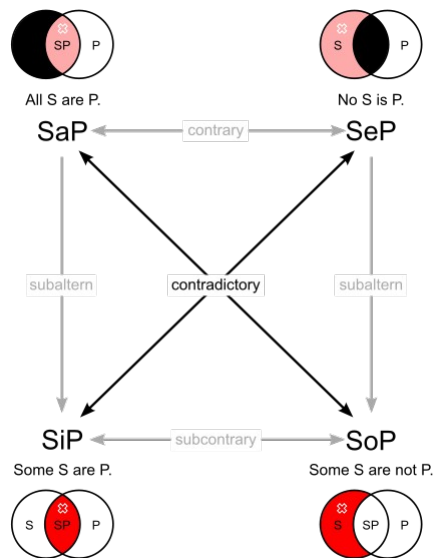 SP P
S P
All S are P.
No S is P.
SaP
contrary
SeP
subaltern
contradictory
subaltern
SiP
subcontrary
SoP
Some S are P.
Some S are not P.
S SP P
S SP P